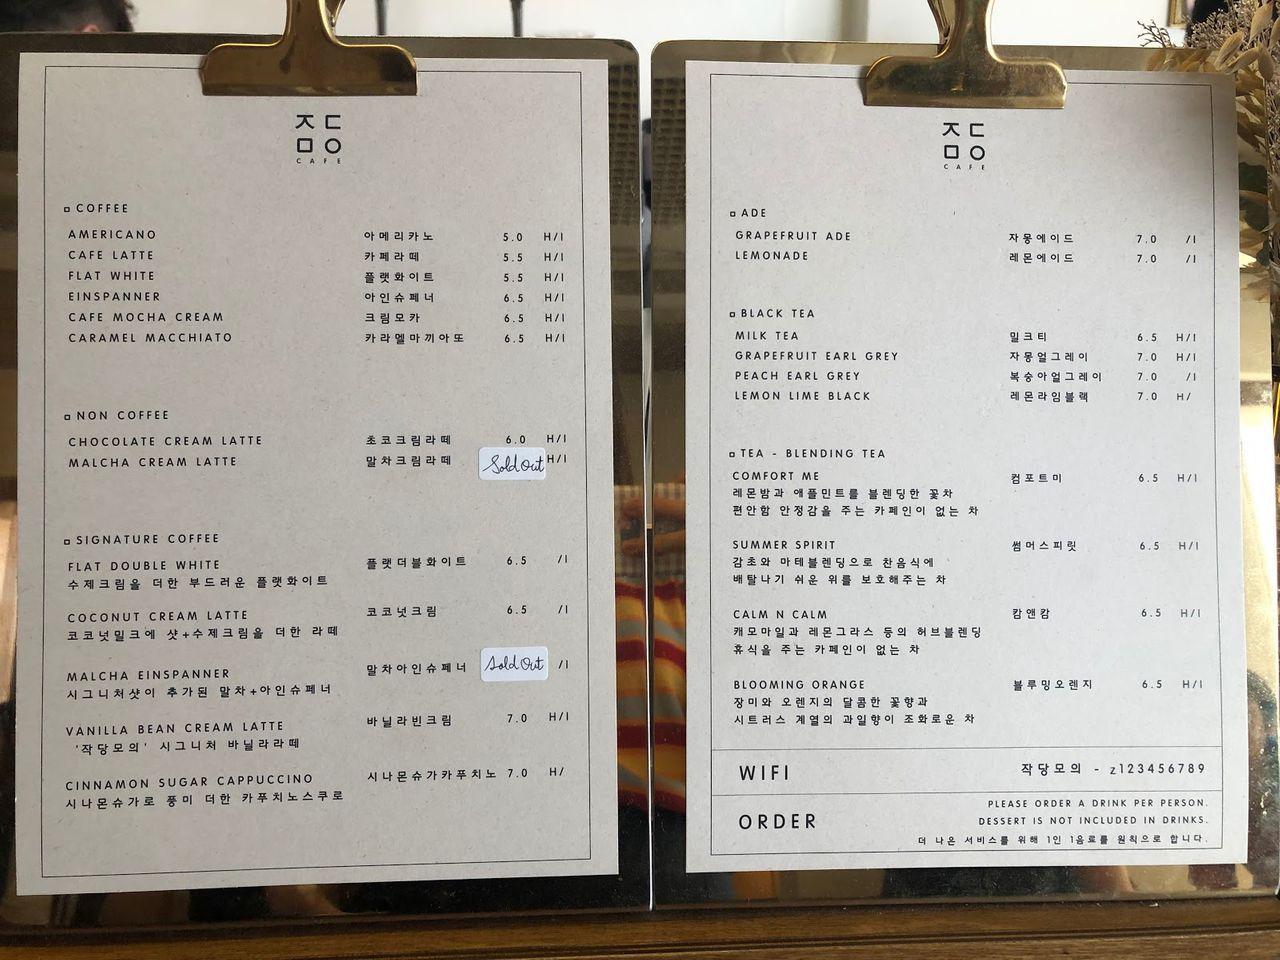 ㅈㄷ
ㅁㅇ
CAFE
COFFEE
AMERICANO 아메리카노 5.0 H/I
CAFE LATTE 카페라떼 5.5 H/I
FLAT WHITE 플랫화이트 5.5 H/I
EINSPANNER 아인슈페너 6.5 H/I
CAFE MOCHA CREAM 크림모카 6.5 H/I
CARAMEL MACCHIATO 카라멜마끼아또 6.5 H/I
NON COFFEE
CHOCOLATE CREAM LATTE 초코크림라떼 6.0 H/I
MALCHA CREAM LATTE 말차크림라떼 Sold Out H/I
SIGNATURE COFFEE
FLAT DOUBLE WHITE 플랫더블화이트 6.5 /I
수제크림을 더한 부드러운 플랫화이트
COCONUT CREAM LATTE 코코넛크림 6.5 /I
코코넛밀크에 샷+수제크림을 더한 라떼
MALCHA EINSPANNER 말차아인슈페너 Sold Out /I
시그니처샷이 추가된 말차+아인슈페너
VANILLA BEAN CREAM LATTE 바닐라빈크림 7.0 H/I
'작당모의' 시그니처 바닐라라떼
CINNAMON SUGAR CAPPUCCINO 시나몬슈가카푸치노 7.0 H/
시나몬슈가로 풍미 더한 카푸치노스쿠로
ㅈㄷ
ㅁㅇ
CAFE
ADE
GRAPEFRUIT ADE 자몽에이드 7.0 /I
LEMONADE 레몬에이드 7.0 /I
BLACK TEA
MILK TEA 밀크티 6.5 H/I
GRAPEFRUIT EARL GREY 자몽얼그레이 7.0 H/I
PEACH EARL GREY 복숭아얼그레이 7.0 /I
LEMON LIME BLACK 레몬라임블랙 7.0 H/
TEA - BLENDING TEA
COMFORT ME 컴포트미 6.5 H/I
레몬밤과 애플민트를 블렌딩한 꽃차
편안함 안정감을 주는 카페인이 없는 차
SUMMER SPIRIT 썸머스피릿 6.5 H/I
감초와 마테블렌딩으로 찬음식에
배탈나기 쉬운 위를 보호해주는 차
CALM N CALM 캄앤캄 6.5 H/I
캐모마일과 레몬그라스 등의 허브블렌딩
휴식을 주는 카페인이 없는 차
BLOOMING ORANGE 블루밍오렌지 6.5 H/I
장미와 오렌지의 달콤한 꽃향과
시트러스 계열의 과일향이 조화로운 차
WIFI 작당모의 - z123456789
ORDER
PLEASE ORDER A DRINK PER PERSON.
DESSERT IS NOT INCLUDED IN DRINKS.
더 나은 서비스를 위해 1인 1음료를 원칙으로 합니다.